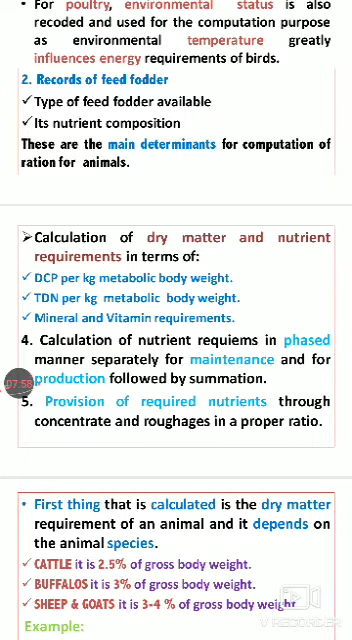 • For poultry, environmental status is also
recoded and used for the computation purpose
as environmental temperature greatly
influences energy requirements of birds.
2. Records of feed fodder
✓Type of feed fodder available
✓Its nutrient composition
These are the main determinants for computation of
ration for animals.
➢Calculation of dry matter and nutrient
requirements in terms of:
✓ DCP per kg metabolic body weight.
✓ TDN per kg metabolic body weight.
✓ Mineral and Vitamin requirements.
4. Calculation of nutrient requiems in phased
manner separately for maintenance and for
07:58
production followed by summation.
5. Provision of required nutrients through
concentrate and roughages in a proper ratio.
• First thing that is calculated is the dry matter
requirement of an animal and it depends on
the animal species.
✓ CATTLE it is 2.5% of gross body weight.
✓ BUFFALOS it is 3% of gross body weight.
✓ SHEEP & GOATS it is 3-4 % of gross body weight
V RECORDER
Example: